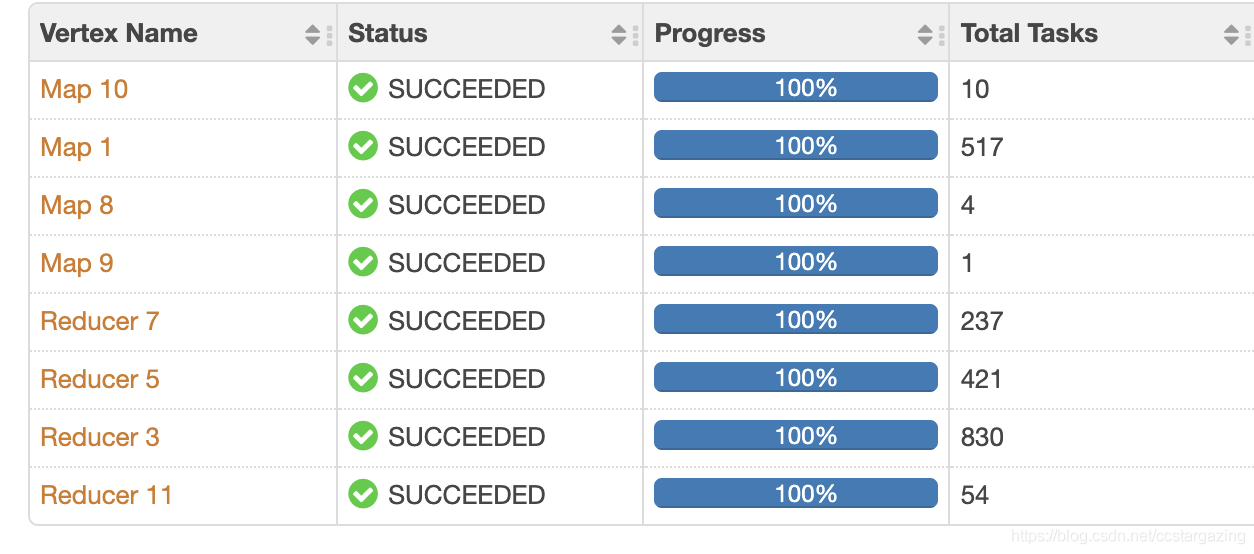 Vertex Name Status Progress Total Tasks
Map 10 SUCCEEDED 100% 10
Map 1 SUCCEEDED 100% 517
Map 8 SUCCEEDED 100% 4
Map 9 SUCCEEDED 100% 1
Reducer 7 SUCCEEDED 100% 237
Reducer 5 SUCCEEDED 100% 421
Reducer 3 SUCCEEDED 100% 830
Reducer 11 SUCCEEDED 100% 54
https://blog.csdn.net/ccstargazing